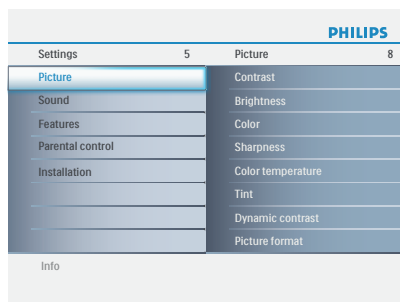 PHILIPS
Settings 5 Picture 8
Picture Contrast
Sound Brightness
Features Color
Parental control Sharpness
Installation Color temperature
Tint
Dynamic contrast
Picture format
Info